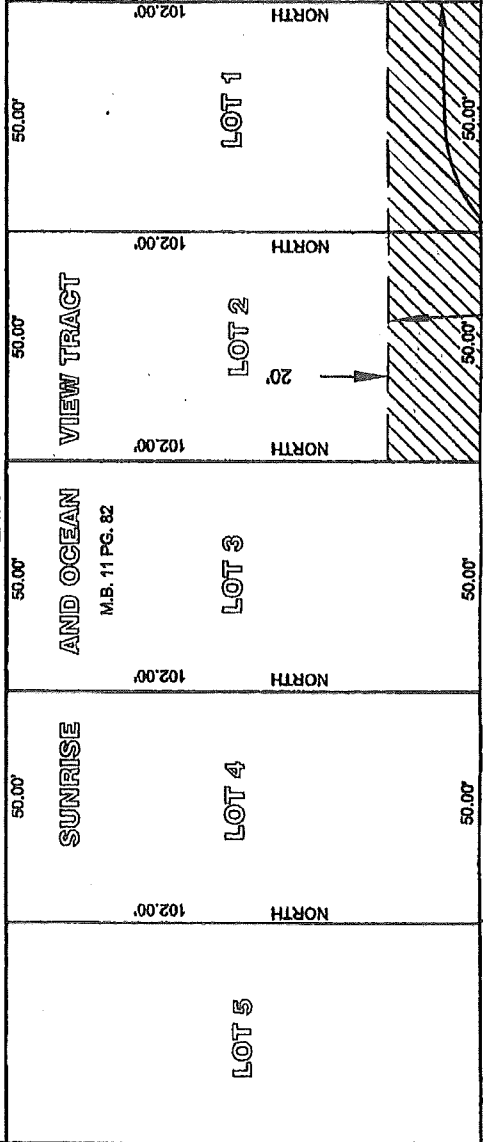 50.00'
50.00'
50.00'
50.00'
SUNRISE
AND OCEAN
VIEW TRACT
M.B. 11 PG. 82
102.00'
102.00'
102.00'
102.00'
102.00'
LOT 5
LOT 4
LOT 3
LOT 2
LOT 1
20'
NORTH
NORTH
NORTH
NORTH
NORTH
50.00'
50.00'
50.00'
50.00'